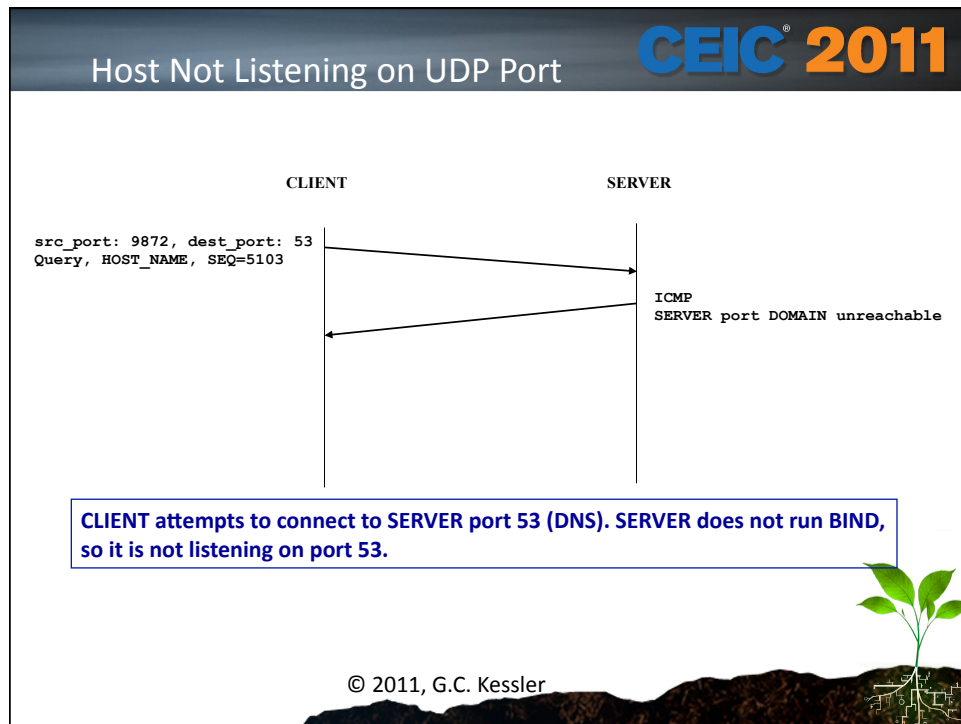 Host Not Listening on UDP Port
CEIC® 2011
CLIENT
SERVER
src_port: 9872, dest_port: 53
Query, HOST_NAME, SEQ=5103
ICMP
SERVER port DOMAIN unreachable
CLIENT attempts to connect to SERVER port 53 (DNS). SERVER does not run BIND,
so it is not listening on port 53.
© 2011, G.C. Kessler